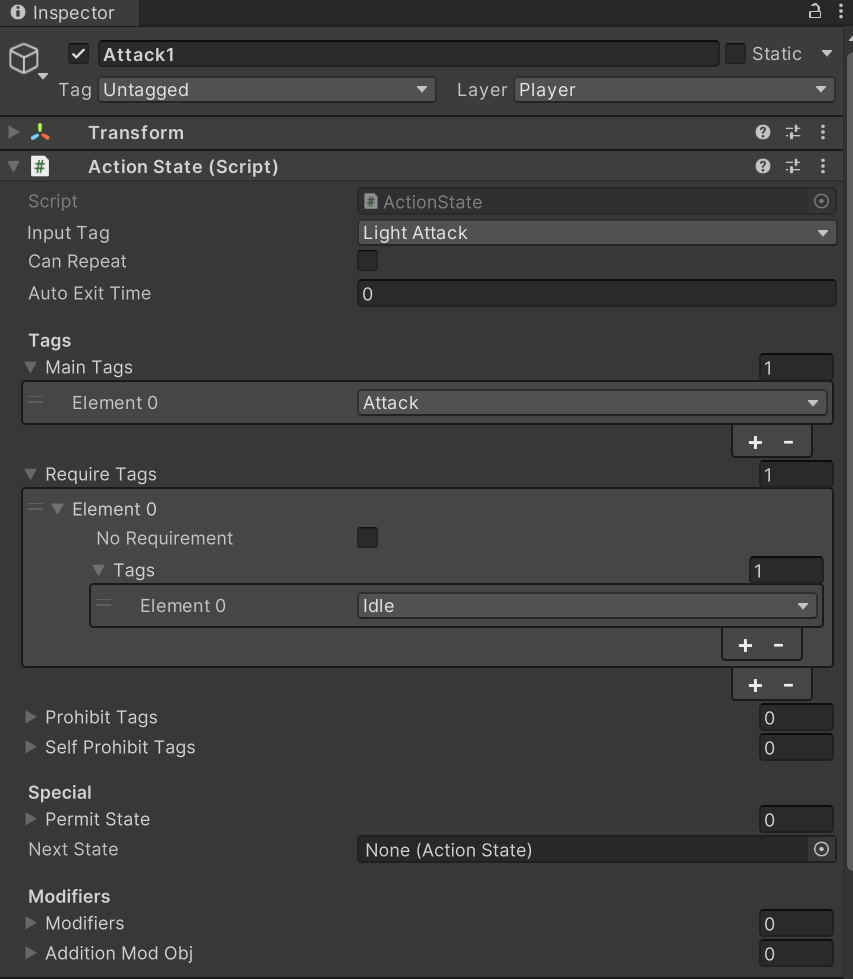 Inspector
Attack1
Static
Tag Untagged Layer Player
Transform
Action State (Script)
Script # ActionState
Input Tag Light Attack
Can Repeat
Auto Exit Time 0
Tags
Main Tags 1
Element 0 Attack
+ -
Require Tags 1
Element 0
No Requirement
Tags 1
Element 0 Idle
+ -
+ -
Prohibit Tags 0
Self Prohibit Tags 0
Special
Permit State 0
Next State None (Action State)
Modifiers
Modifiers 0
Addition Mod Obj 0